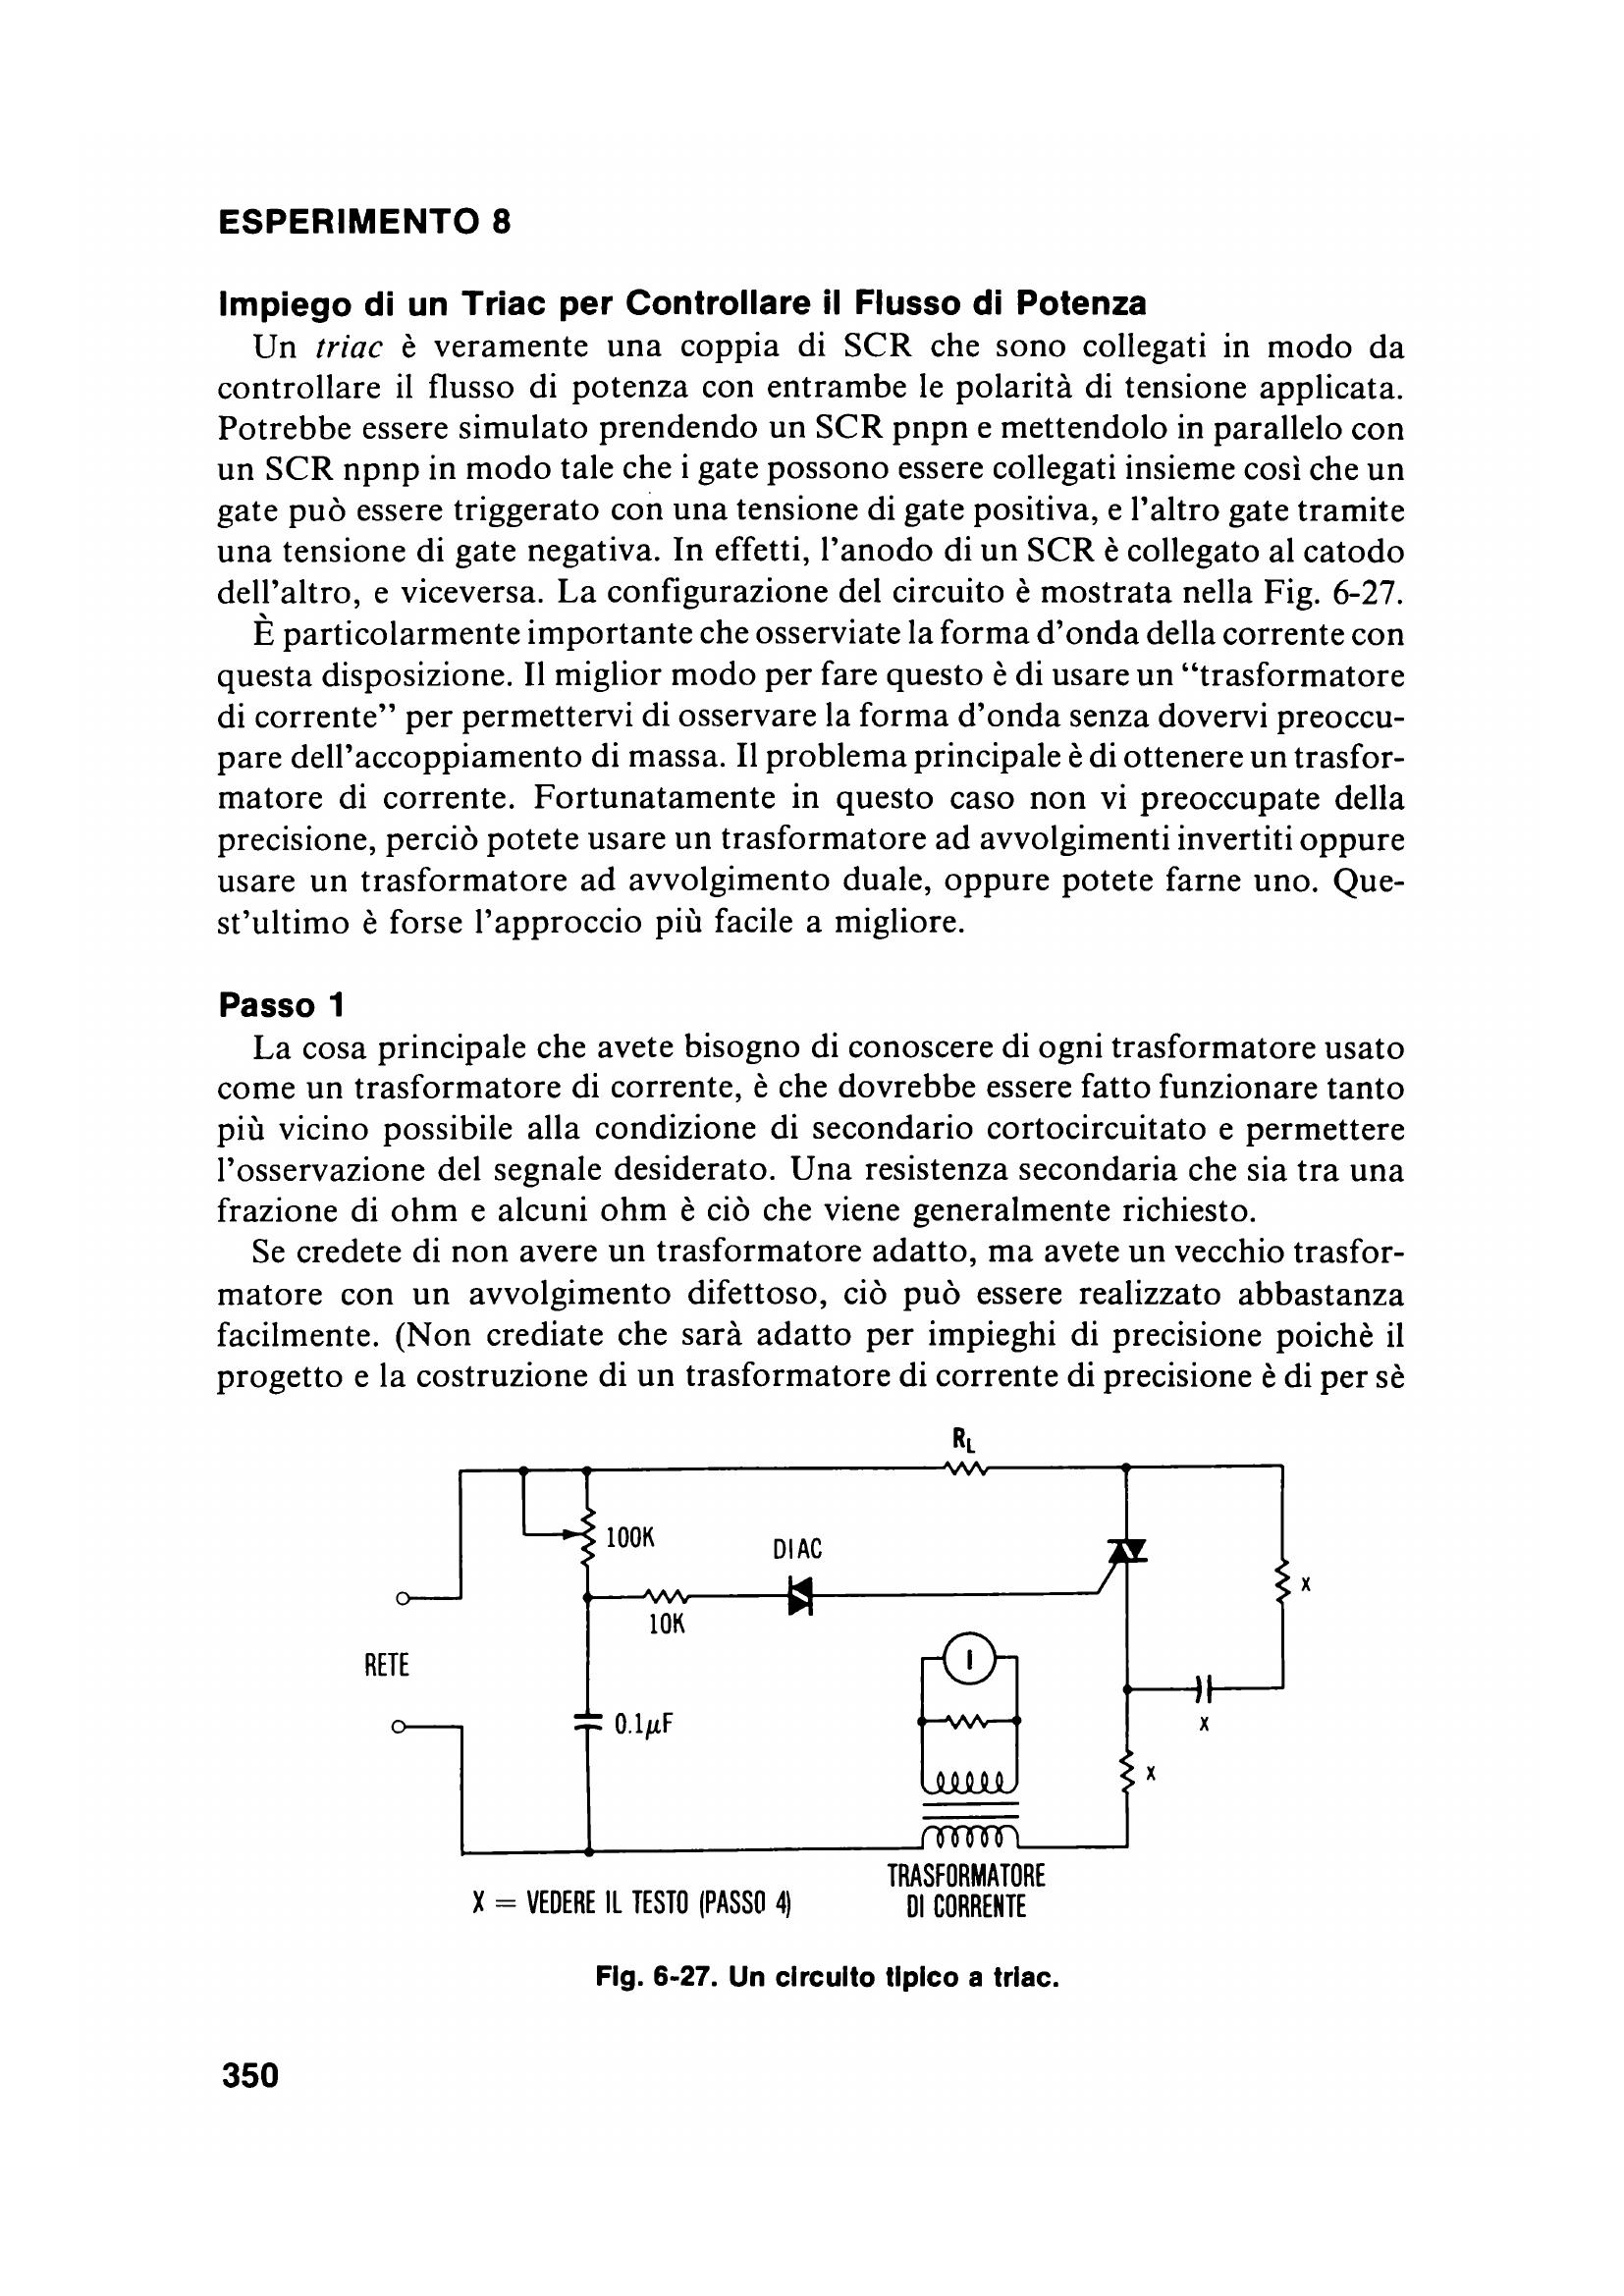 ESPERIMENTO 8
Impiego di un Triac per Controllare il Flusso di Potenza
Un triac è veramente una coppia di SCR che sono collegati in modo da
controllare il flusso di potenza con entrambe le polarità di tensione applicata.
Potrebbe essere simulato prendendo un SCR pnpn e mettendolo in parallelo con
un SCR npnp in modo tale che i gate possono essere collegati insieme così che un
gate può essere triggerato con una tensione di gate positiva, e l'altro gate tramite
una tensione di gate negativa. In effetti, l'anodo di un SCR è collegato al catodo
dell'altro, e viceversa. La configurazione del circuito è mostrata nella Fig. 6-27.
È particolarmente importante che osserviate la forma d'onda della corrente con
questa disposizione. Il miglior modo per fare questo è di usare un “trasformatore
di corrente” per permettervi di osservare la forma d'onda senza dovervi preoccu-
pare dell'accoppiamento di massa. Il problema principale è di ottenere un trasfor-
matore di corrente. Fortunatamente in questo caso non vi preoccupate della
precisione, perciò potete usare un trasformatore ad avvolgimenti invertiti oppure
usare un trasformatore ad avvolgimento duale, oppure potete farne uno. Que-
st'ultimo è forse l'approccio più facile a migliore.
Passo 1
La cosa principale che avete bisogno di conoscere di ogni trasformatore usato
come un trasformatore di corrente, è che dovrebbe essere fatto funzionare tanto
più vicino possibile alla condizione di secondario cortocircuitato e permettere
l'osservazione del segnale desiderato. Una resistenza secondaria che sia tra una
frazione di ohm e alcuni ohm è ciò che viene generalmente richiesto.
Se credete di non avere un trasformatore adatto, ma avete un vecchio trasfor-
matore con un avvolgimento difettoso, ciò può essere realizzato abbastanza
facilmente. (Non crediate che sarà adatto per impieghi di precisione poichè il
progetto e la costruzione di un trasformatore di corrente di precisione è di per sè
RL
100K
DIAC
X
10K
I
RETE
0.1µF
X
X
TRASFORMATORE
DI CORRENTE
X = VEDERE IL TESTO (PASSO 4)
Fig. 6-27. Un circuito tipico a triac.
350